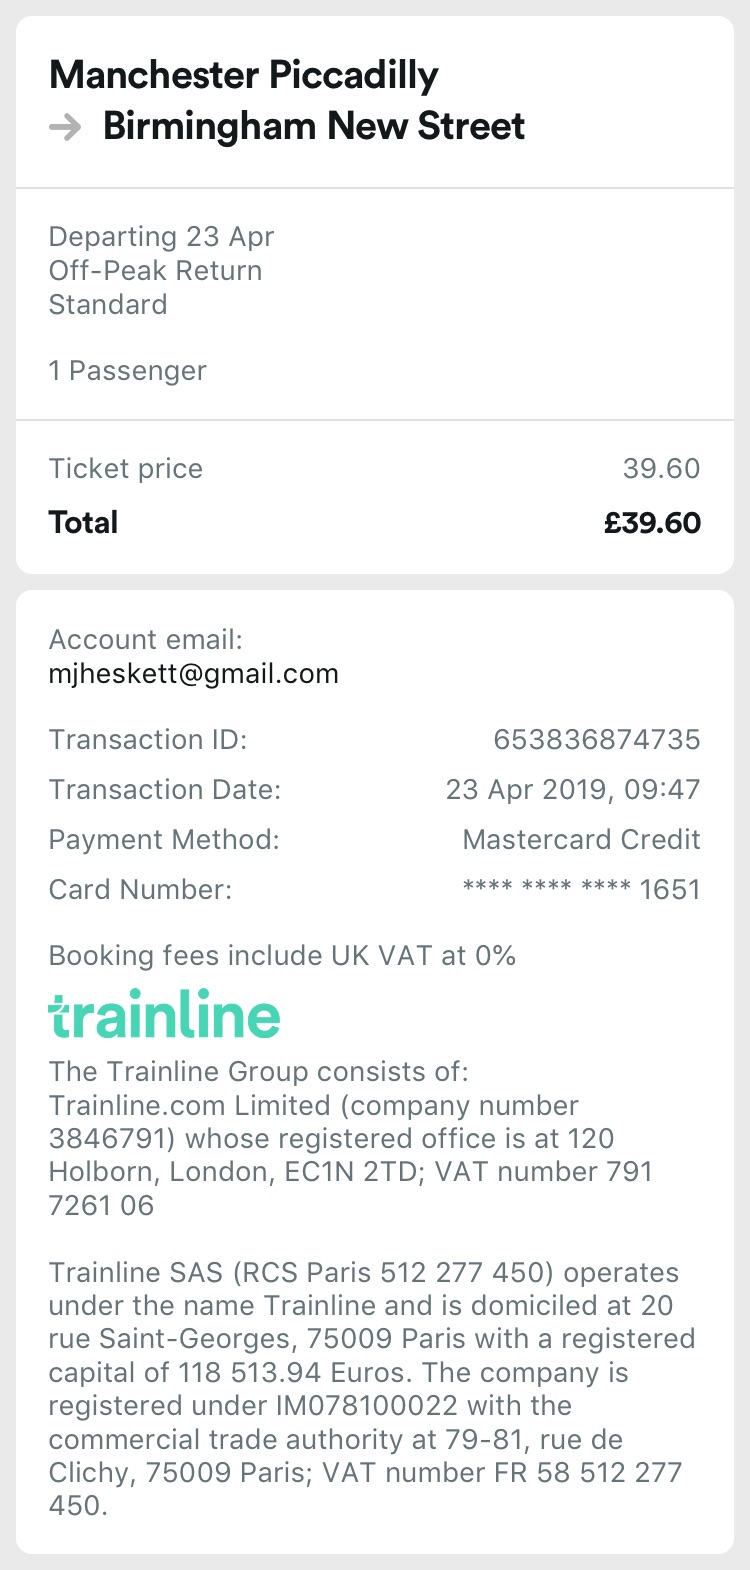 Manchester Piccadilly
→ Birmingham New Street
Departing 23 Apr
Off-Peak Return
Standard
1 Passenger
Ticket price 39.60
Total £39.60
Account email:
mjheskett@gmail.com
Transaction ID: 653836874735
Transaction Date: 23 Apr 2019, 09:47
Payment Method: Mastercard Credit
Card Number: **** **** **** 1651
Booking fees include UK VAT at 0%
trainline
The Trainline Group consists of:
Trainline.com Limited (company number
3846791) whose registered office is at 120
Holborn, London, EC1N 2TD; VAT number 791
7261 06
Trainline SAS (RCS Paris 512 277 450) operates
under the name Trainline and is domiciled at 20
rue Saint-Georges, 75009 Paris with a registered
capital of 118 513.94 Euros. The company is
registered under IM078100022 with the
commercial trade authority at 79-81, rue de
Clichy, 75009 Paris; VAT number FR 58 512 277
450.